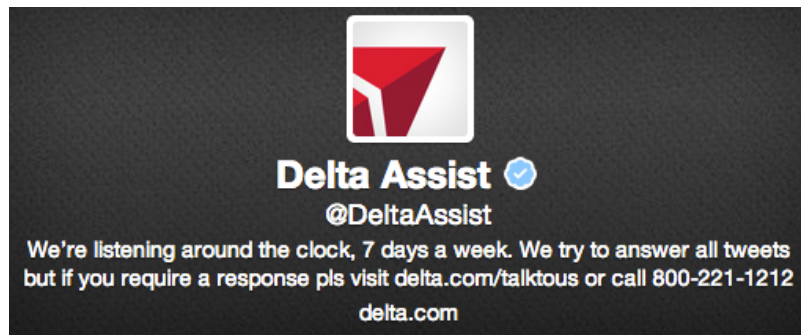 Delta Assist
@DeltaAssist
We're listening around the clock, 7 days a week. We try to answer all tweets
but if you require a response pls visit delta.com/talktous or call 800-221-1212
delta.com